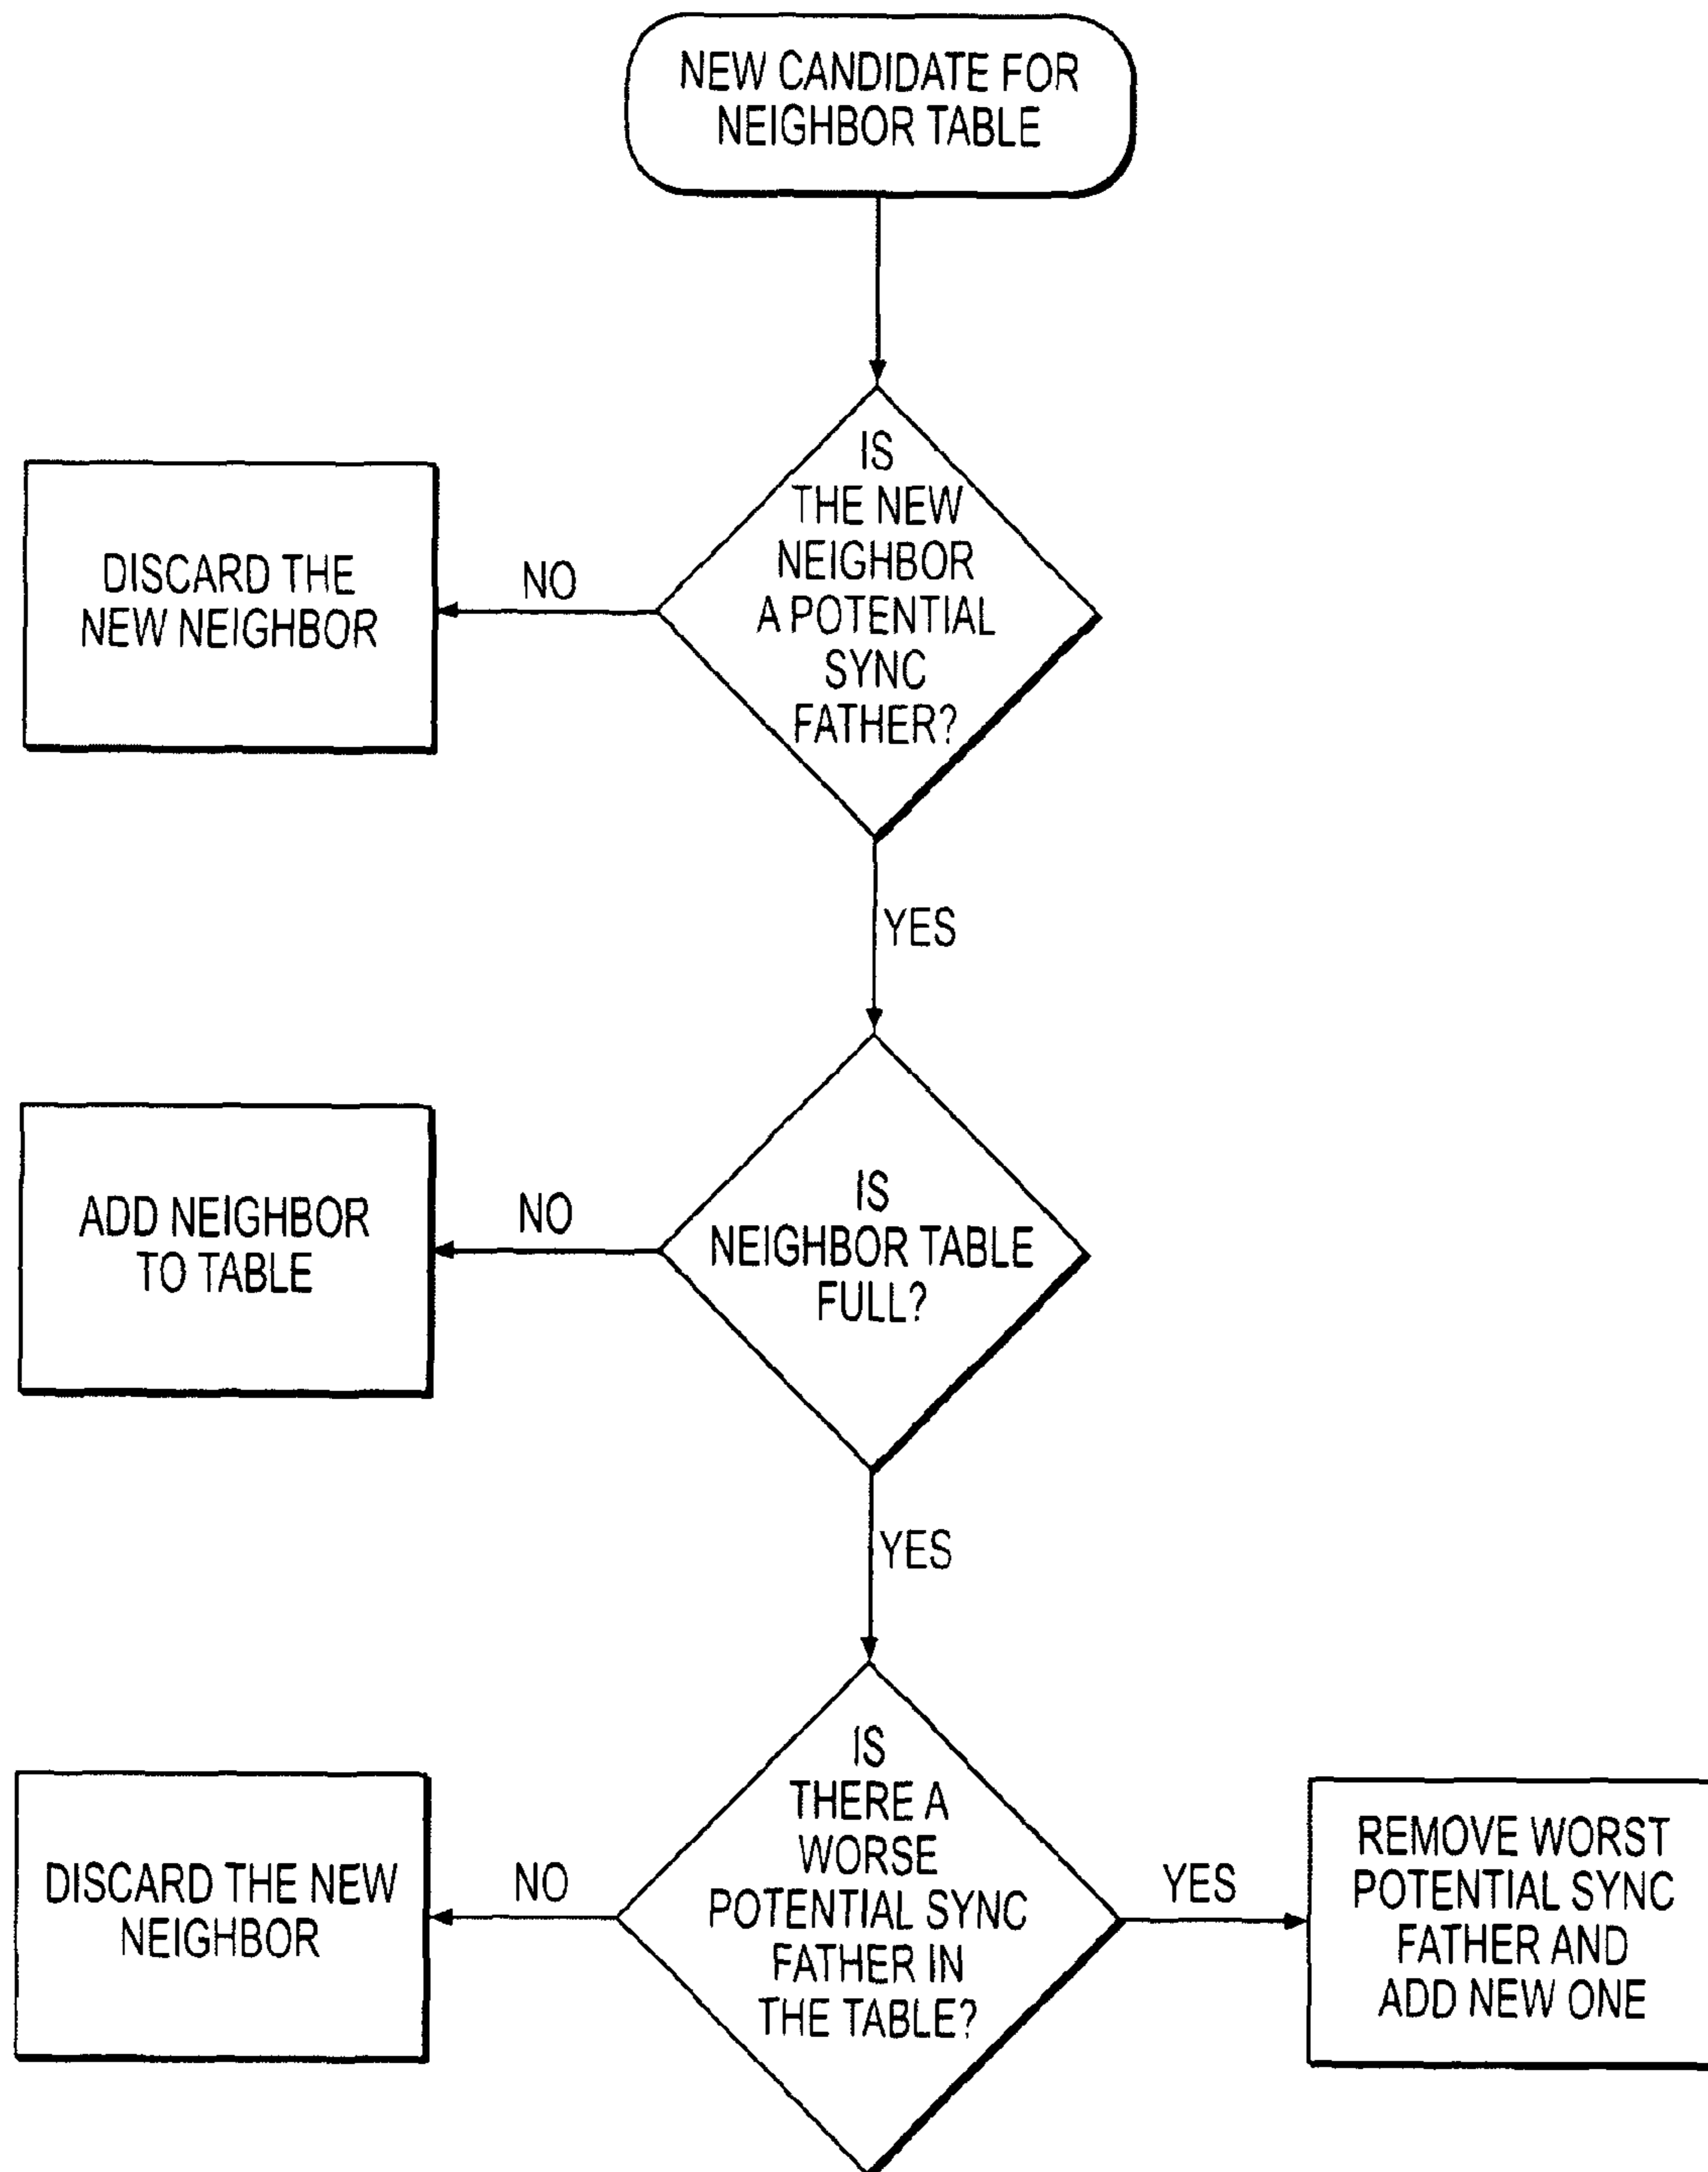 NEW CANDIDATE FOR
NEIGHBOR TABLE
IS
THE NEW
NEIGHBOR
A POTENTIAL
SYNC
FATHER?
NO
DISCARD THE
NEW NEIGHBOR
YES
IS
NEIGHBOR TABLE
FULL?
NO
ADD NEIGHBOR
TO TABLE
YES
IS
THERE A
WORSE
POTENTIAL SYNC
FATHER IN
THE TABLE?
NO
DISCARD THE NEW
NEIGHBOR
YES
REMOVE WORST
POTENTIAL SYNC
FATHER AND
ADD NEW ONE